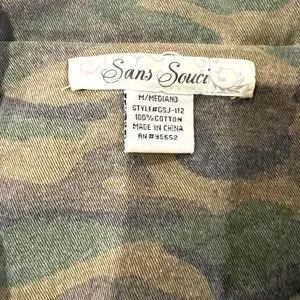 Sans Souci
M/MEDIANO
STYLE#GSJ-112
100%COTTON
MADE IN CHINA
RN#95652